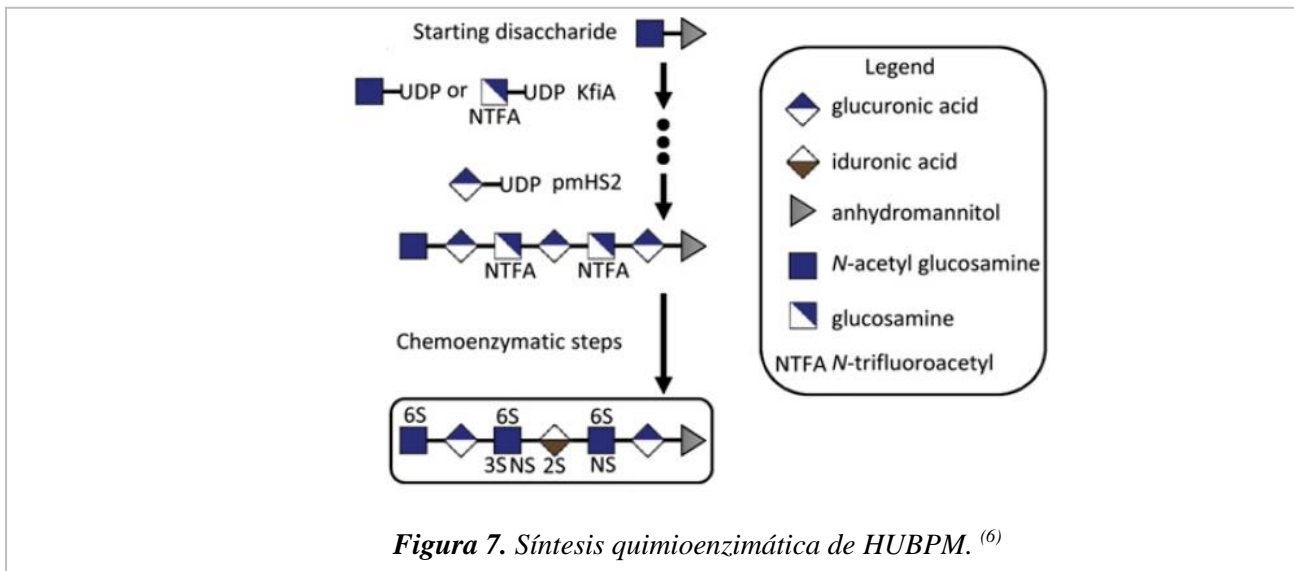 Starting disaccharide
UDP or UDP KfiA
NTFA
UDP pmHS2
NTFA NTFA
Chemoenzymatic steps
6S 6S 6S
3S NS 2S NS
Legend
glucuronic acid
iduronic acid
anhydromannitol
N-acetyl glucosamine
glucosamine
NTFA N-trifluoroacetyl
Figura 7. Síntesis quimioenzimática de HUBPM. (6)